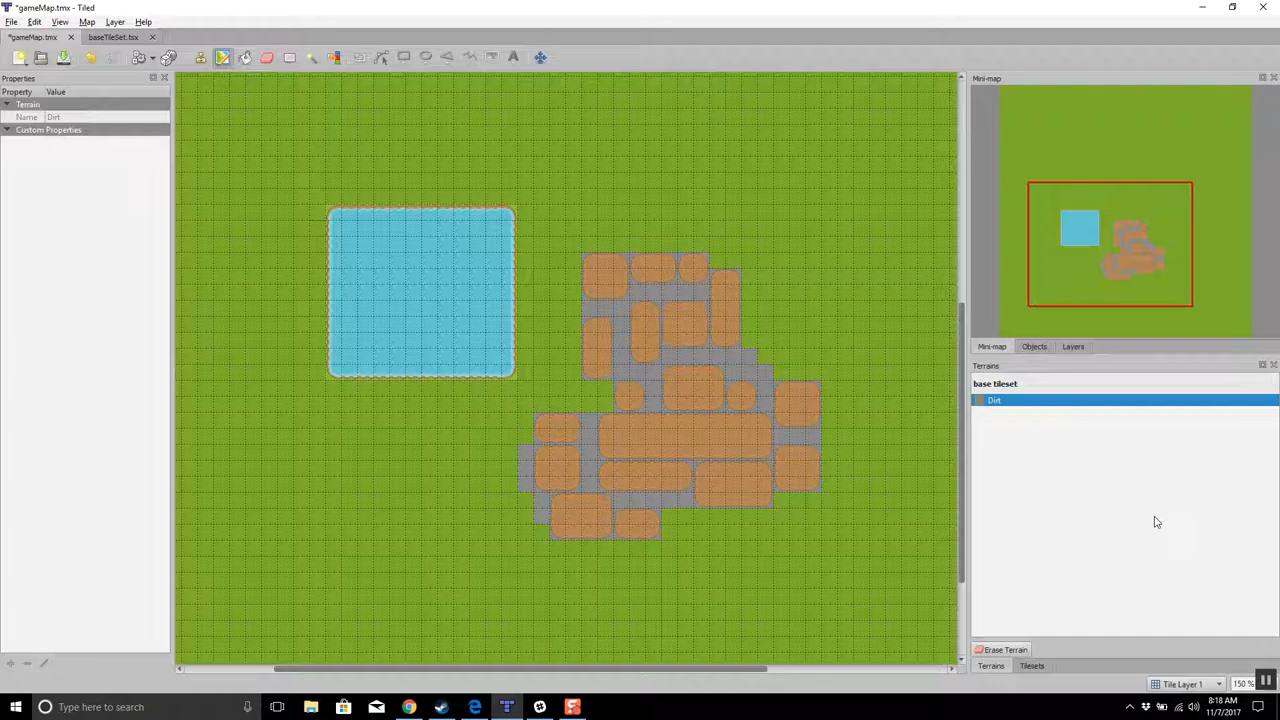 *gameMap.tmx - Tiled
File Edit View Map Layer Help
*gameMap.tmx baseTileSet.tsx
Properties
Property Value
Terrain
Name Dirt
Custom Properties
Mini-map
Mini-map Objects Layers
Terrains
base tileset
Dirt
Erase Terrain
Terrains Tilesets
Tile Layer 1 150 %
Type here to search
8:18 AM
11/7/2017